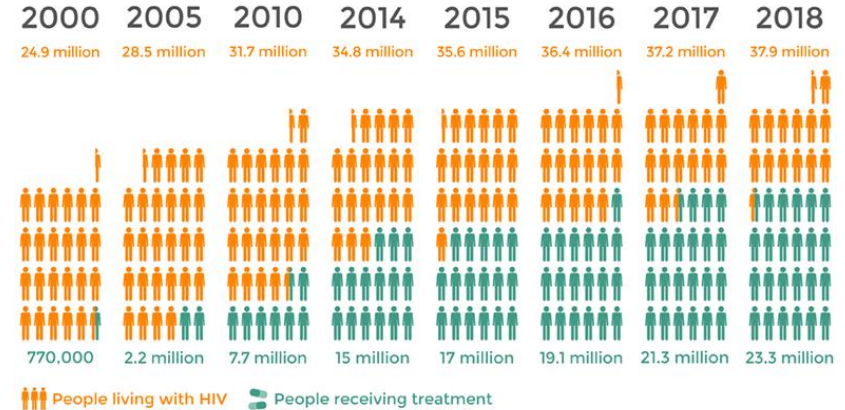 2000 2005 2010 2014 2015 2016 2017 2018
24.9 million 28.5 million 31.7 million 34.8 million 35.6 million 36.4 million 37.2 million 37.9 million
770,000 2.2 million 7.7 million 15 million 17 million 19.1 million 21.3 million 23.3 million
People living with HIV People receiving treatment